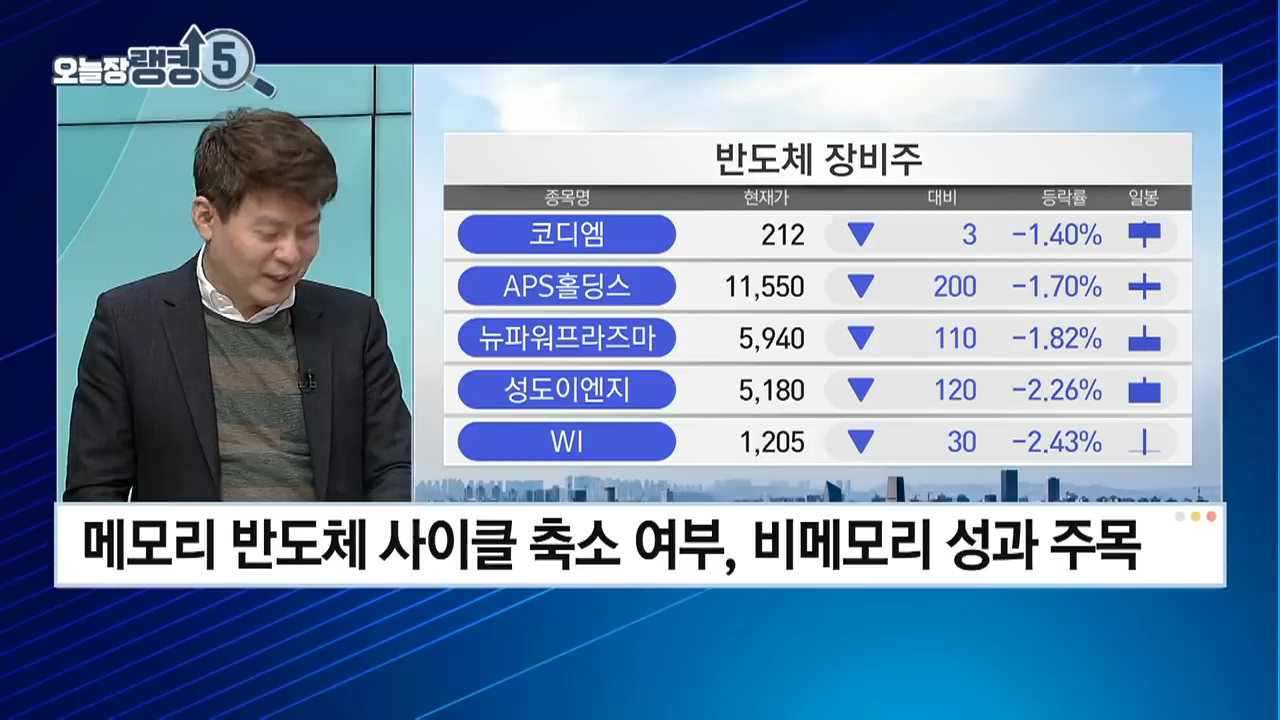 오늘장랭킹5
반도체 장비주
종목명 현재가 대비 등락률 일봉
코디엠 212 ▼ 3 -1.40%
APS홀딩스 11,550 ▼ 200 -1.70%
뉴파워프라즈마 5,940 ▼ 110 -1.82%
성도이엔지 5,180 ▼ 120 -2.26%
WI 1,205 ▼ 30 -2.43%
메모리 반도체 사이클 축소 여부, 비메모리 성과 주목